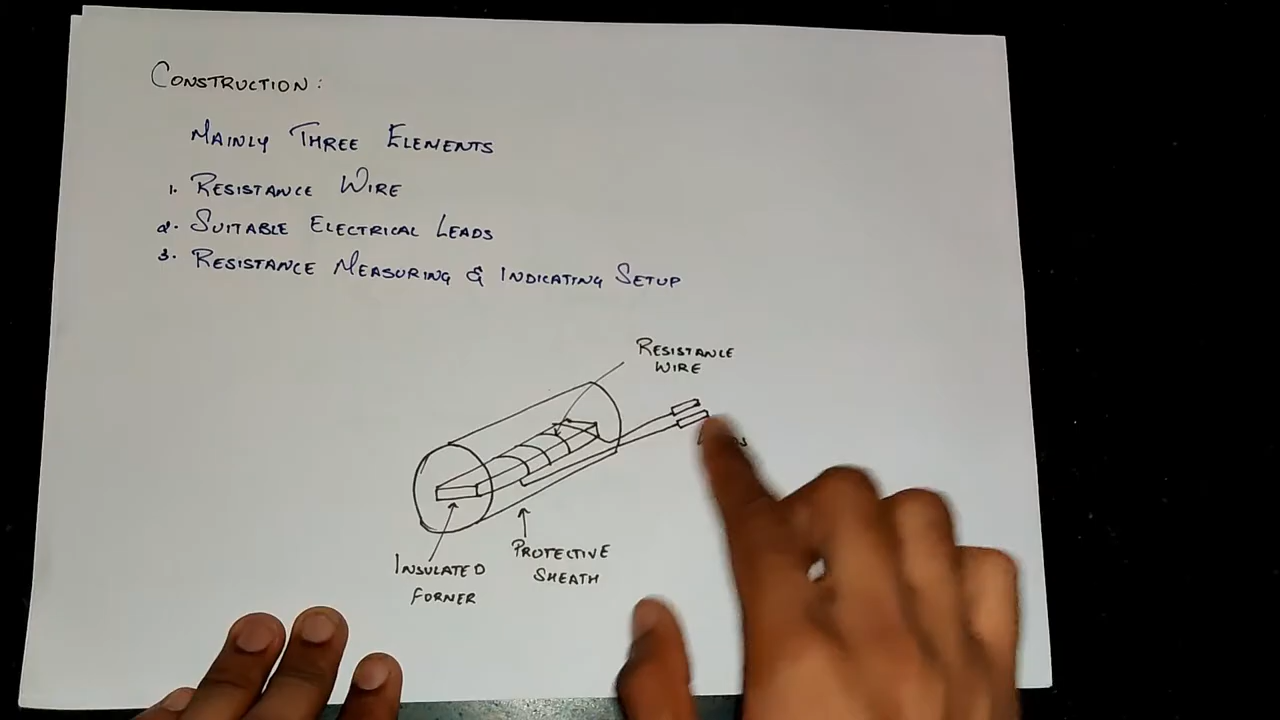 CONSTRUCTION:
MAINLY THREE ELEMENTS
1. RESISTANCE WIRE
2. SUITABLE ELECTRICAL LEADS
3. RESISTANCE MEASURING & INDICATING SETUP
RESISTANCE
WIRE
PROTECTIVE
SHEATH
INSULATED
FORNER